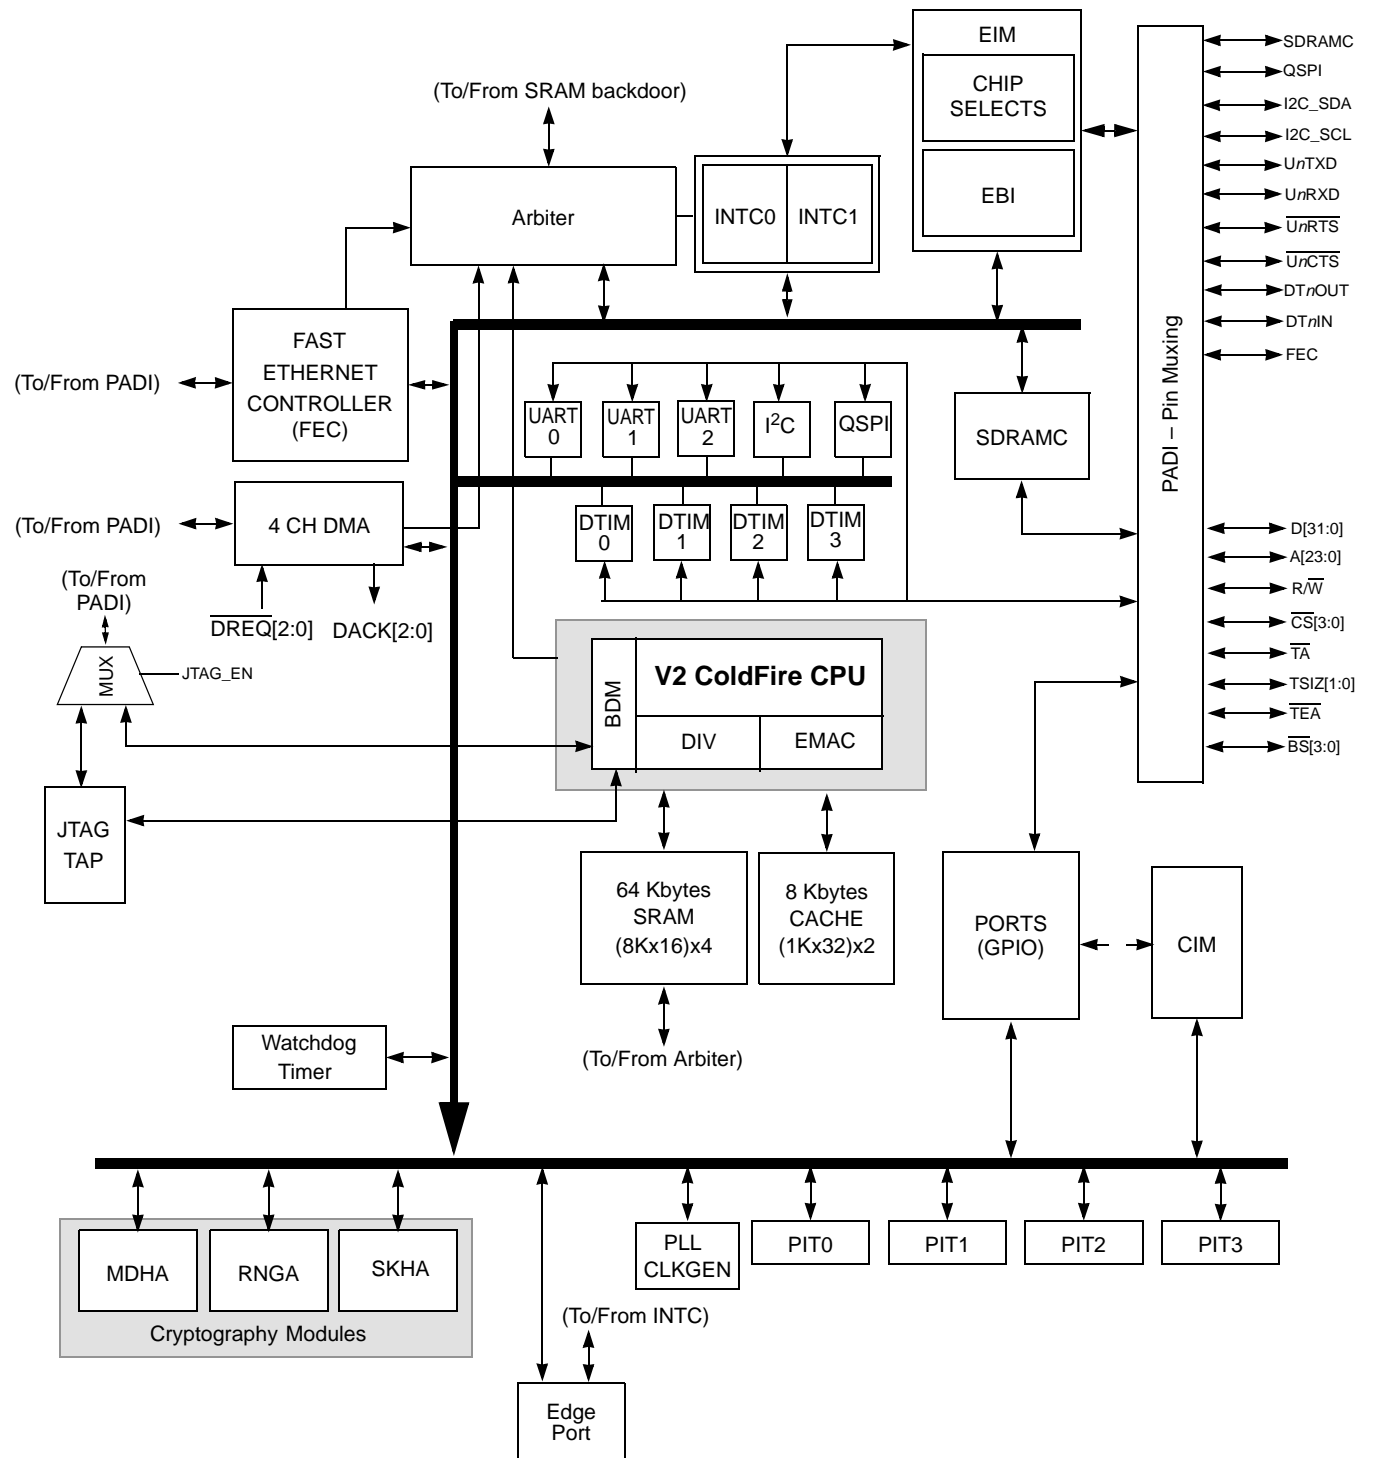 EIM
CHIP
SELECTS
EBI
SDRAMC
QSPI
I2C_SDA
I2C_SCL
UnTXD
UnRXD
UnRTS
UnCTS
DTnOUT
DTnIN
FEC
(To/From SRAM backdoor)
Arbiter
INTC0
INTC1
PADI – Pin Muxing
FAST
ETHERNET
CONTROLLER
(FEC)
(To/From PADI)
UART
0
UART
1
UART
2
I²C
QSPI
SDRAMC
4 CH DMA
(To/From PADI)
DTIM
0
DTIM
1
DTIM
2
DTIM
3
D[31:0]
A[23:0]
R/W
CS[3:0]
TA
TSIZ[1:0]
TEA
BS[3:0]
(To/From
PADI)
DREQ[2:0]
DACK[2:0]
MUX
JTAG_EN
BDM
V2 ColdFire CPU
DIV
EMAC
JTAG
TAP
64 Kbytes
SRAM
(8Kx16)x4
8 Kbytes
CACHE
(1Kx32)x2
PORTS
(GPIO)
CIM
Watchdog
Timer
(To/From Arbiter)
MDHA
RNGA
SKHA
Cryptography Modules
PLL
CLKGEN
PIT0
PIT1
PIT2
PIT3
(To/From INTC)
Edge
Port